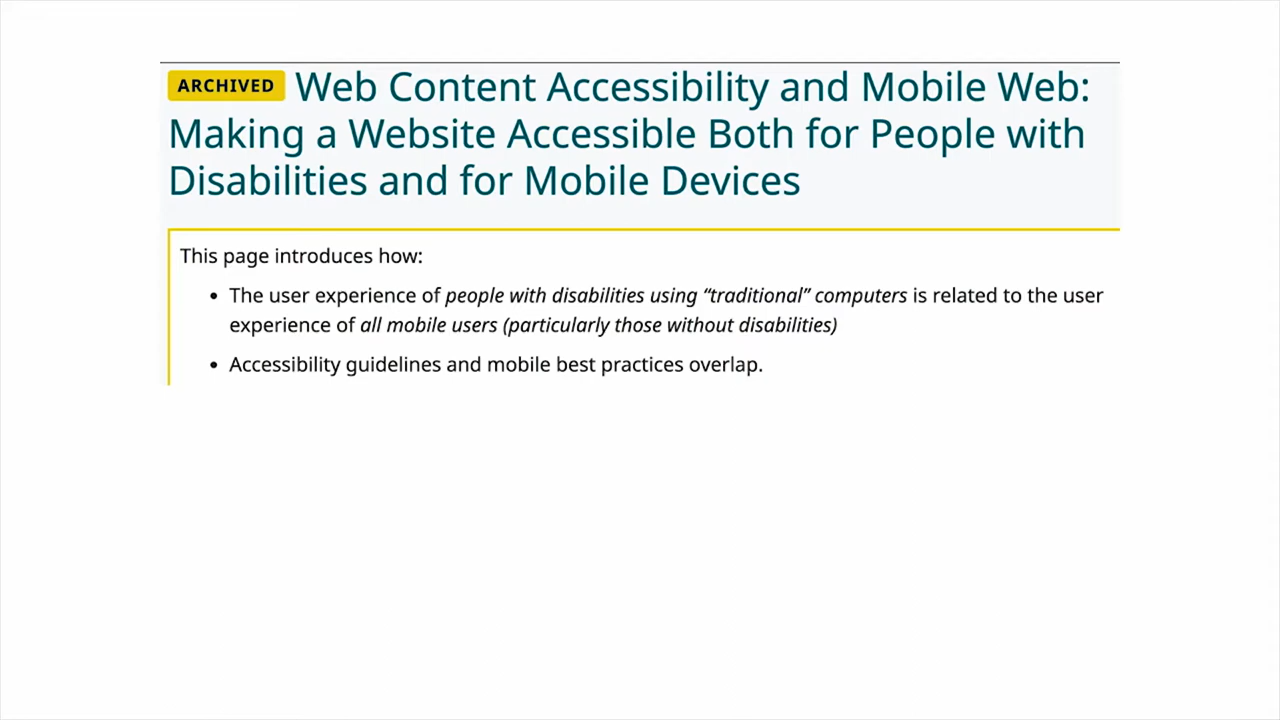 ARCHIVED Web Content Accessibility and Mobile Web:
Making a Website Accessible Both for People with
Disabilities and for Mobile Devices
This page introduces how:
• The user experience of people with disabilities using “traditional” computers is related to the user
experience of all mobile users (particularly those without disabilities)
• Accessibility guidelines and mobile best practices overlap.